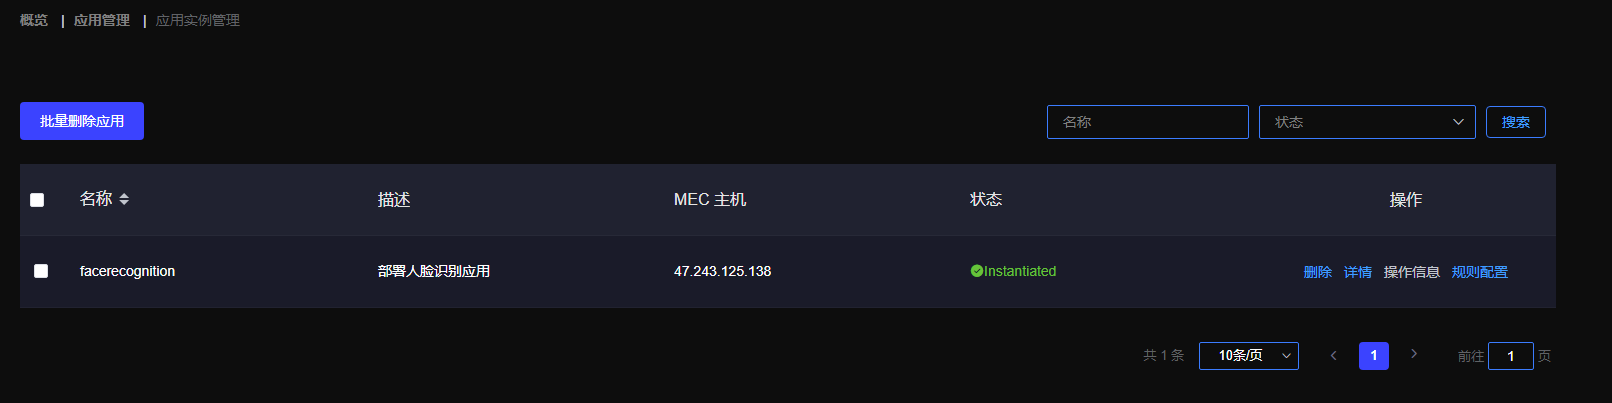 概览 | 应用管理 | 应用实例管理
批量删除应用 名称 状态 搜索
名称 描述 MEC 主机 状态 操作
facerecognition 部署人脸识别应用 47.243.125.138 Instantiated 删除 详情 操作信息 规则配置
共 1 条 10条/页 1 前往 1 页